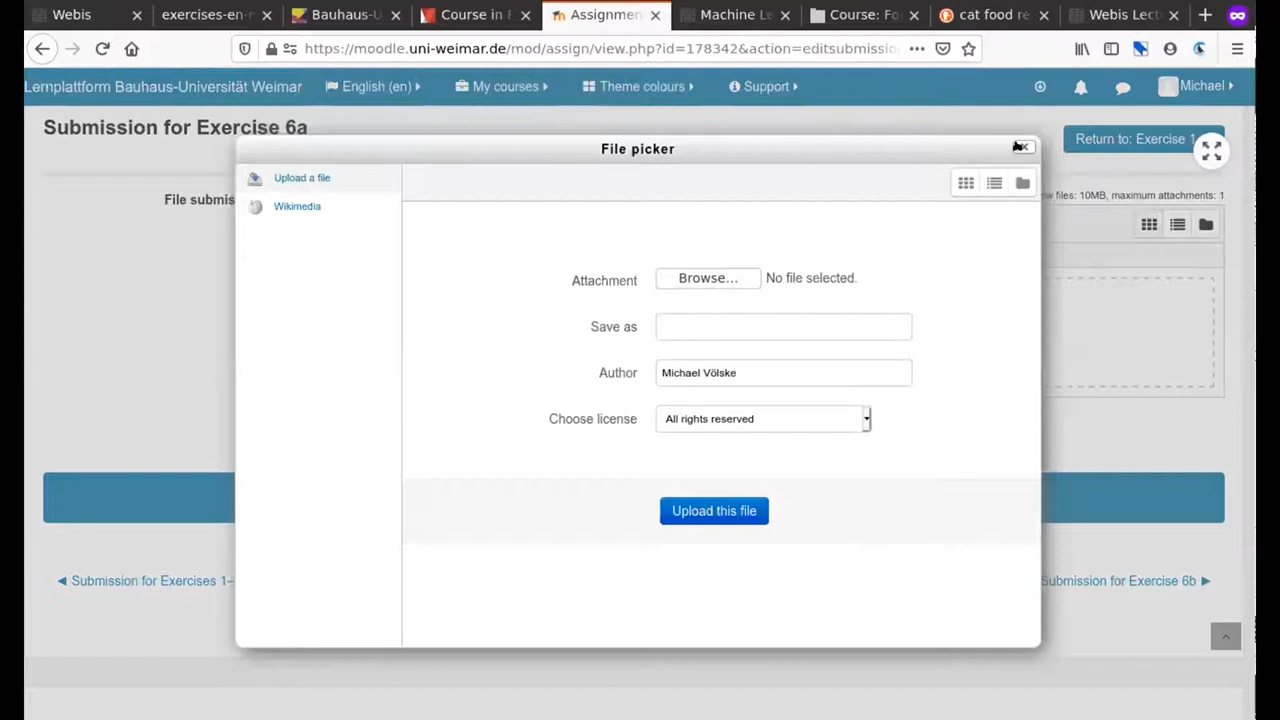 Webis
exercises-en-
Bauhaus-U
Course in F
Assignmen
Machine Le
Course: Fo
cat food re
Webis Lect
https://moodle.uni-weimar.de/mod/assign/view.php?id=178342&action=editsubmissio
Lernplattform Bauhaus-Universität Weimar
English (en)
My courses
Theme colours
Support
Michael
Submission for Exercise 6a
Return to: Exercise 1
File picker
Upload a file
Wikimedia
File submis
w files: 10MB, maximum attachments: 1
Attachment
Browse...
No file selected.
Save as
Author
Michael Völske
Choose license
All rights reserved
Upload this file
◄ Submission for Exercises 1–
Submission for Exercise 6b ►